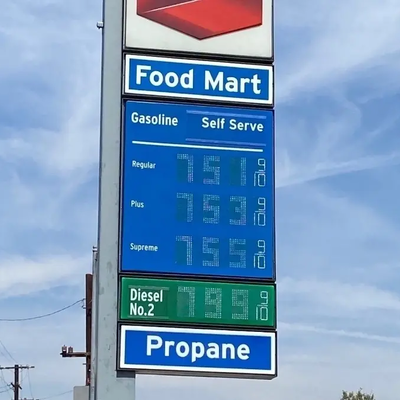 Food Mart
Gasoline Self Serve
Regular 751 9/10
Plus 753 9/10
Supreme 755 9/10
Diesel
No.2 799 9/10
Propane